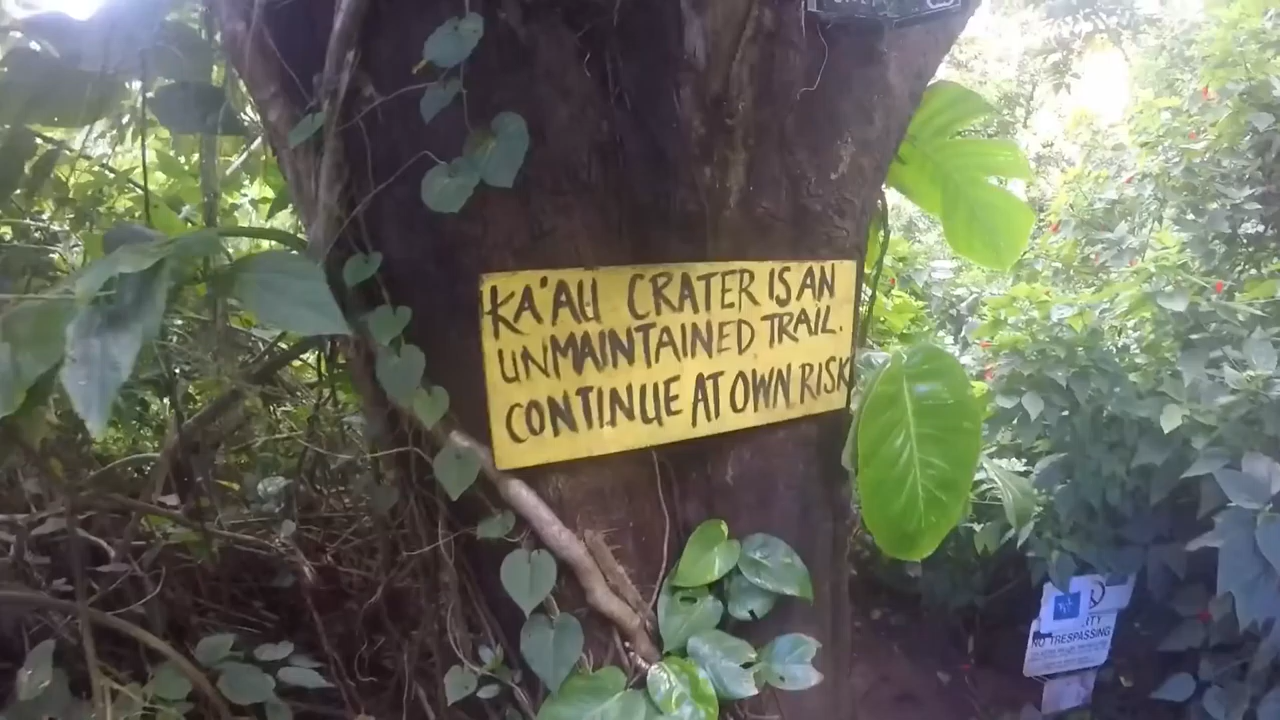 KA'AU CRATER IS AN
UNMAINTAINED TRAIL.
CONTINUE AT OWN RISK
NO TRESPASSING